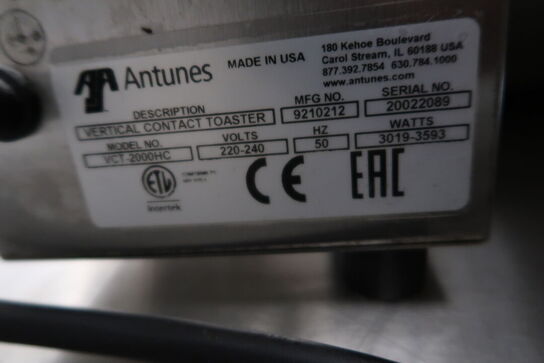 Antunes
MADE IN USA
180 Kehoe Boulevard
Carol Stream, IL 60188 USA
877.392.7854 630.784.1000
www.antunes.com
DESCRIPTION MFG NO. SERIAL NO.
VERTICAL CONTACT TOASTER 9210212 20022089
MODEL NO. VOLTS HZ WATTS
VCT-2000HC 220-240 50 3019-3593
ETL CE EAC
Intertek